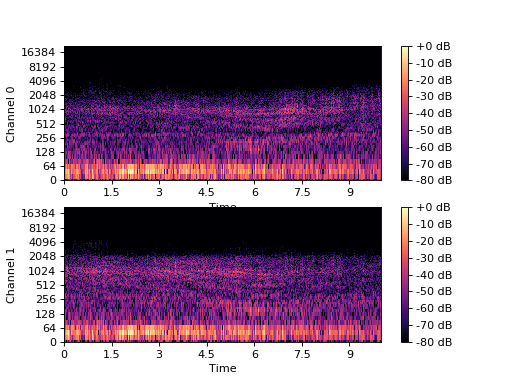 16384
8192
4096
2048
1024
512
256
128
64
0
Channel 0
0 1.5 3 4.5 6 7.5 9
Time
+0 dB
-10 dB
-20 dB
-30 dB
-40 dB
-50 dB
-60 dB
-70 dB
-80 dB
16384
8192
4096
2048
1024
512
256
128
64
0
Channel 1
0 1.5 3 4.5 6 7.5 9
Time
+0 dB
-10 dB
-20 dB
-30 dB
-40 dB
-50 dB
-60 dB
-70 dB
-80 dB